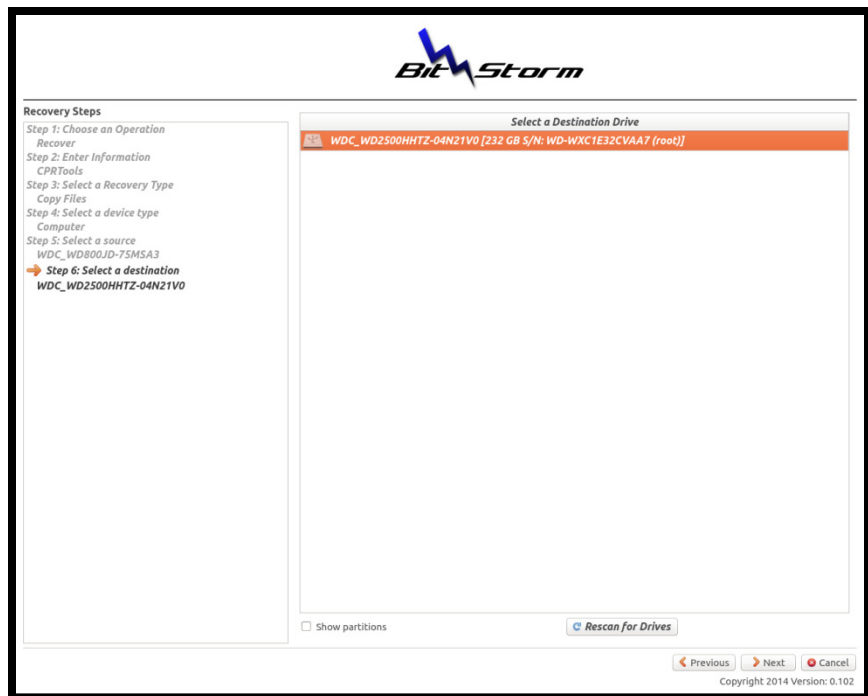 Bit Storm
Recovery Steps
Step 1: Choose an Operation
Recover
Step 2: Enter Information
CPRTools
Step 3: Select a Recovery Type
Copy Files
Step 4: Select a device type
Computer
Step 5: Select a source
WDC_WD800JD-75MSA3
Step 6: Select a destination
WDC_WD2500HHTZ-04N21V0
Select a Destination Drive
WDC_WD2500HHTZ-04N21V0 [232 GB S/N: WD-WXC1E32CVAA7 (root)]
Show partitions
Rescan for Drives
Previous
Next
Cancel
Copyright 2014 Version: 0.102